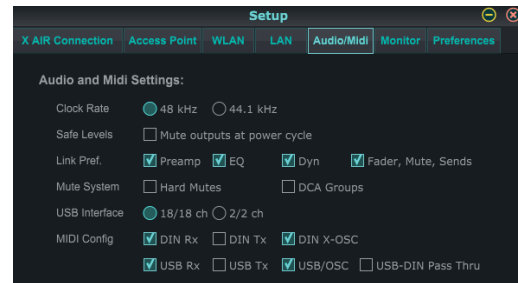 Setup
X AIR Connection Access Point WLAN LAN Audio/Midi Monitor Preferences
Audio and Midi Settings:
Clock Rate 48 kHz 44.1 kHz
Safe Levels Mute outputs at power cycle
Link Pref. Preamp EQ Dyn Fader, Mute, Sends
Mute System Hard Mutes DCA Groups
USB Interface 18/18 ch 2/2 ch
MIDI Config DIN Rx DIN Tx DIN X-OSC
USB Rx USB Tx USB/OSC USB-DIN Pass Thru